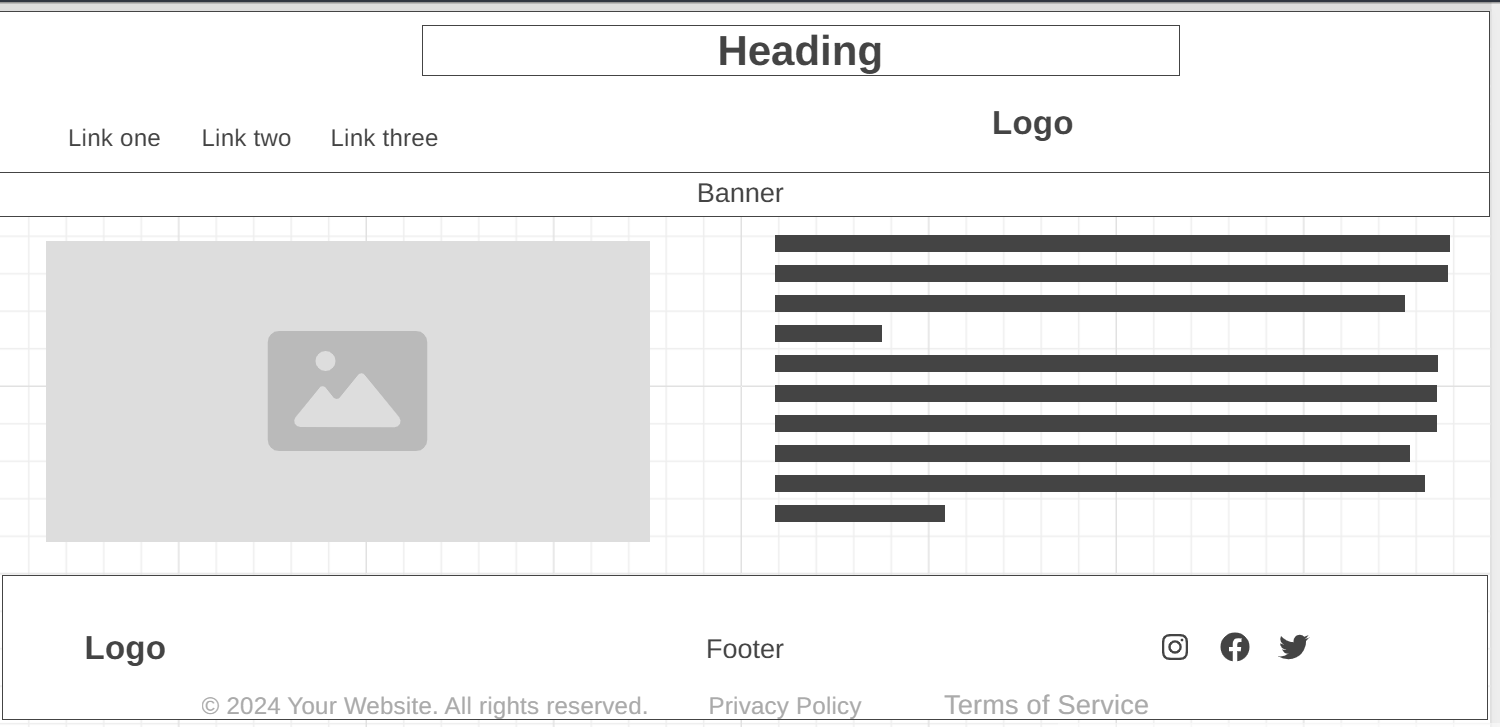 Heading
Logo
Link one Link two Link three
Banner
Logo
Footer
© 2024 Your Website. All rights reserved. Privacy Policy Terms of Service